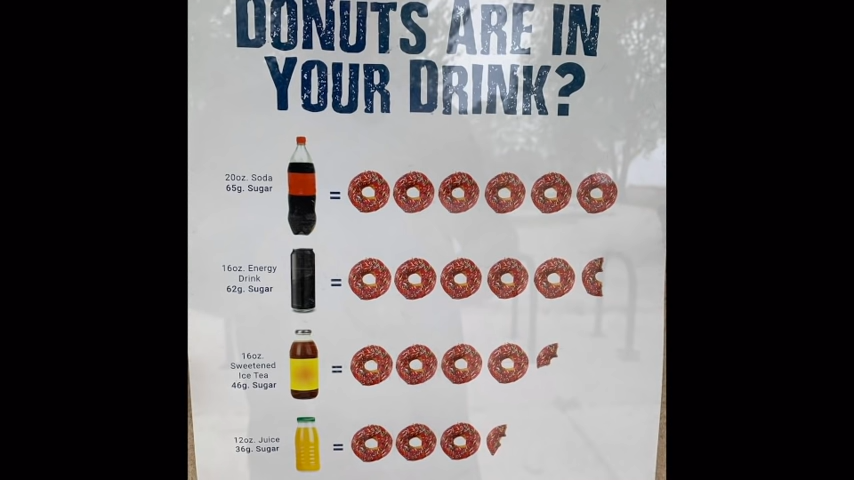 DONUTS ARE IN
YOUR DRINK?
20oz. Soda
65g. Sugar
=
16oz. Energy
Drink
62g. Sugar
=
16oz.
Sweetened
Ice Tea
46g. Sugar
=
12oz. Juice
36g. Sugar
=